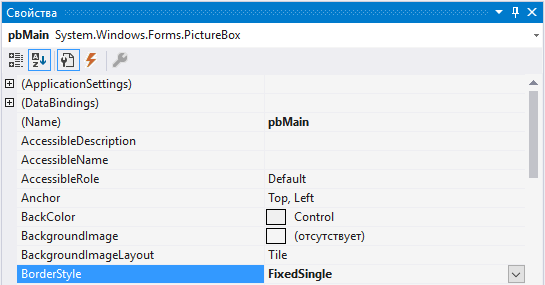 Свойства
pbMain System.Windows.Forms.PictureBox
(ApplicationSettings)
(DataBindings)
(Name) pbMain
AccessibleDescription
AccessibleName
AccessibleRole Default
Anchor Top, Left
BackColor Control
BackgroundImage (отсутствует)
BackgroundImageLayout Tile
BorderStyle FixedSingle